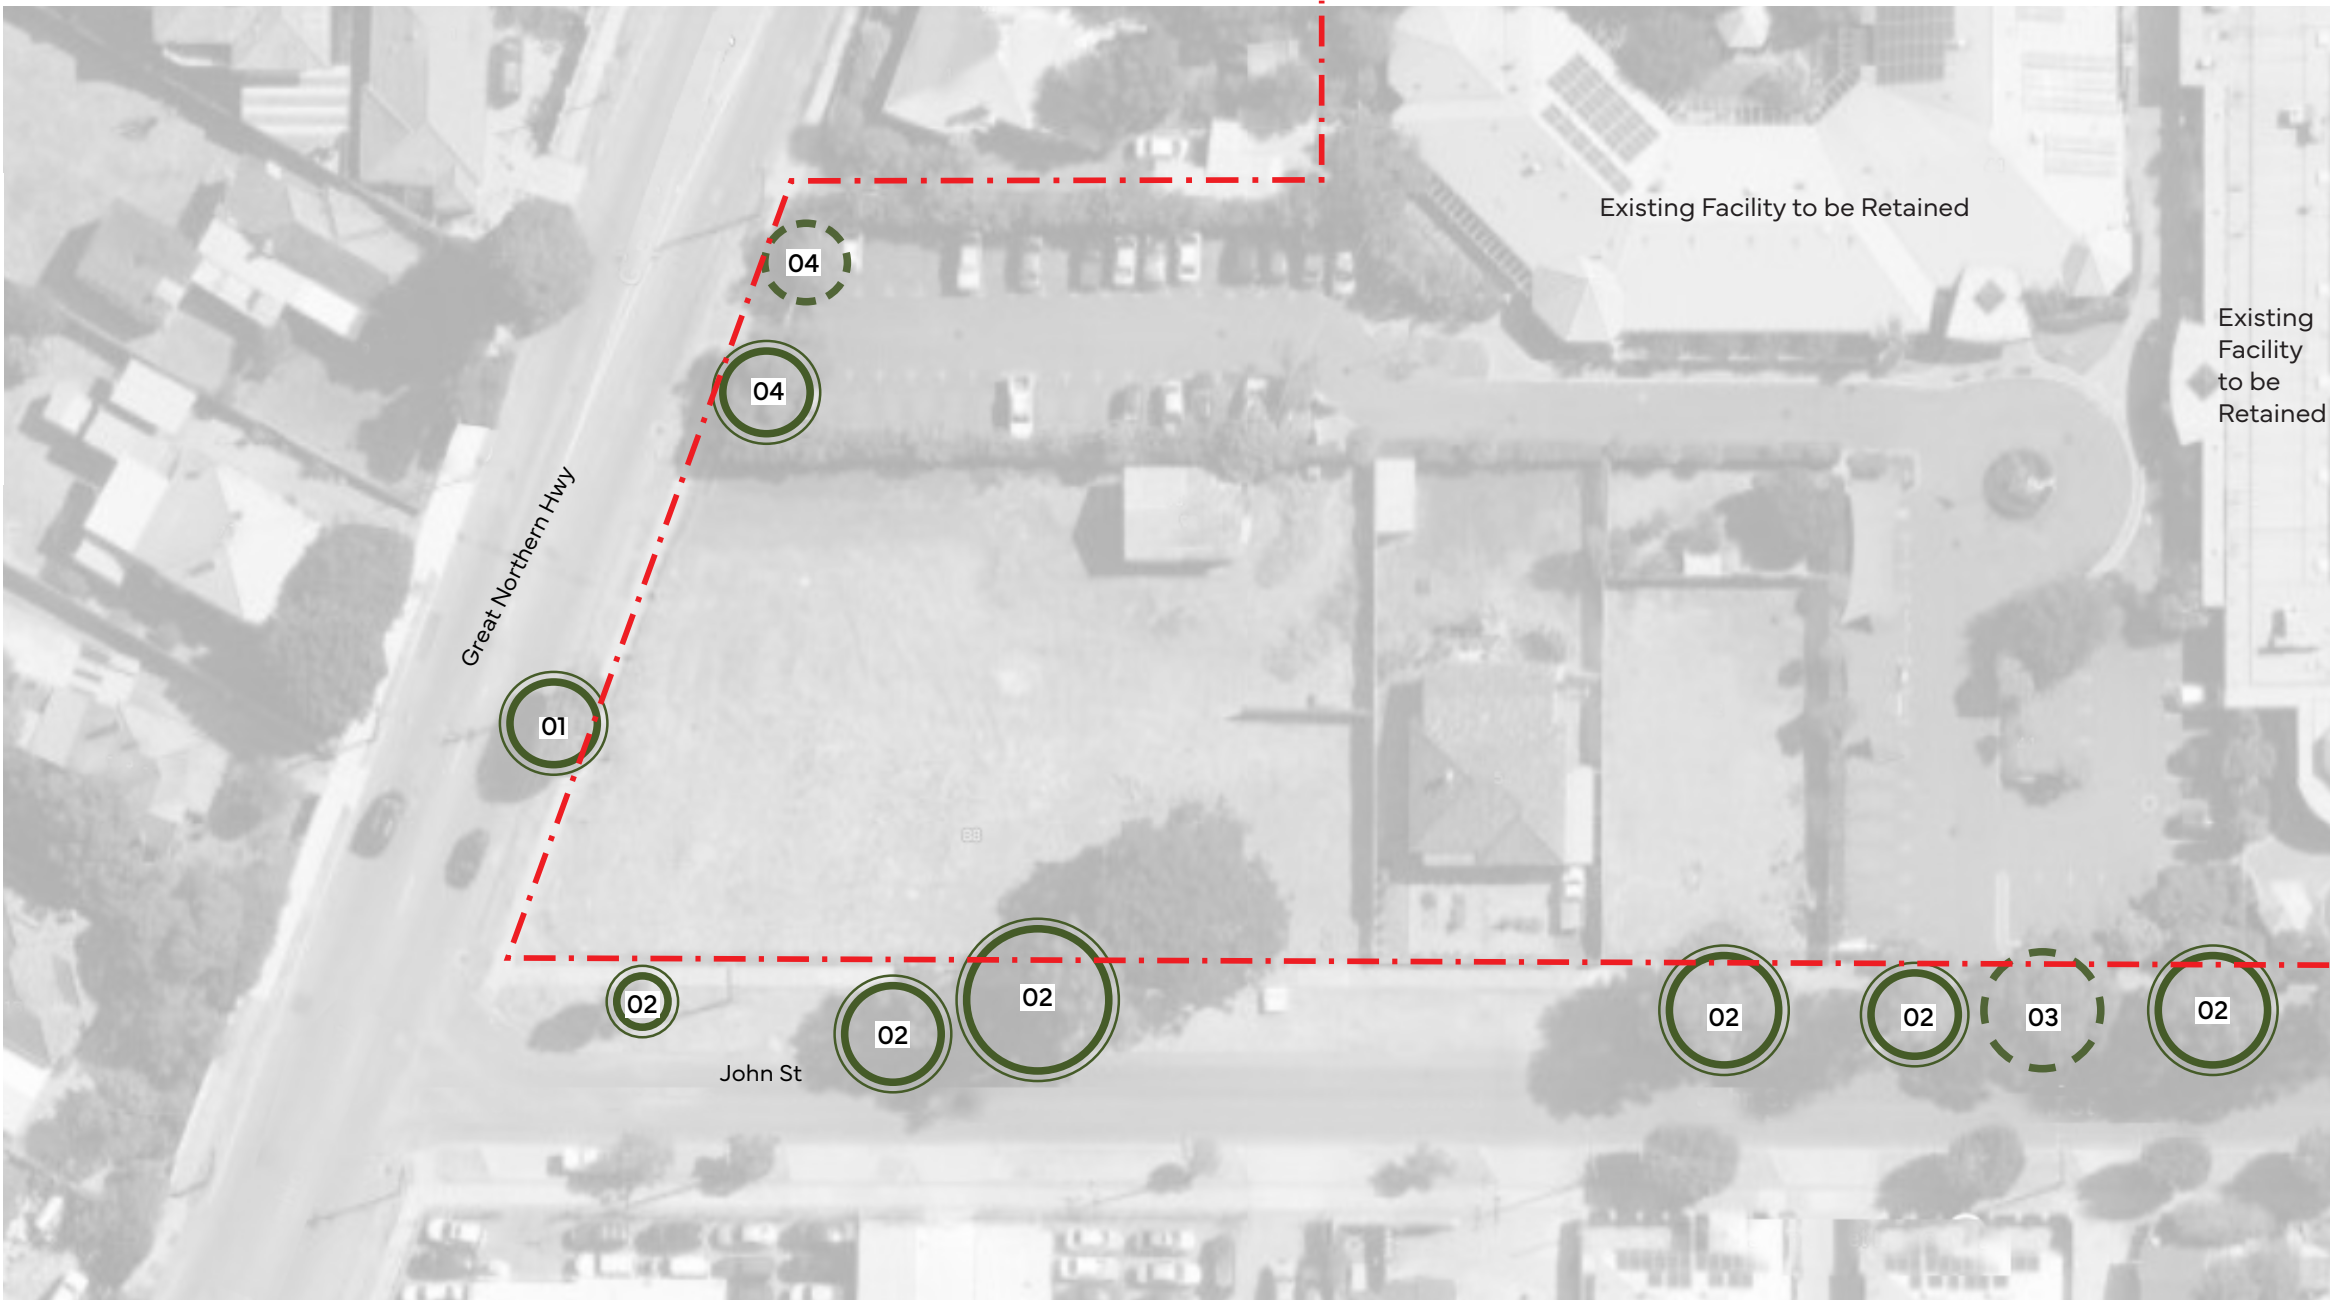 Existing Facility to be Retained
04
Existing
Facility
to be
Retained
04
Great Northern Hwy
01
02
02
02
02
02
03
02
John St